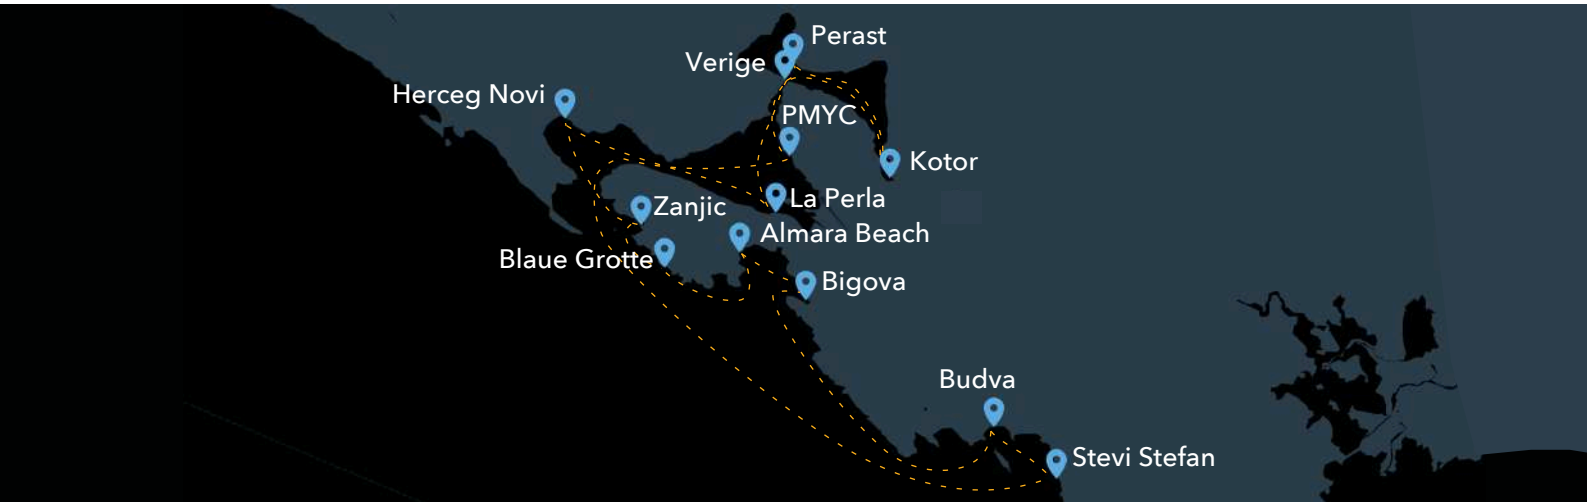 Perast
Verige
Herceg Novi
PMYC
Kotor
La Perla
Zanjic
Almara Beach
Blaue Grotte
Bigova
Budva
Stevi Stefan